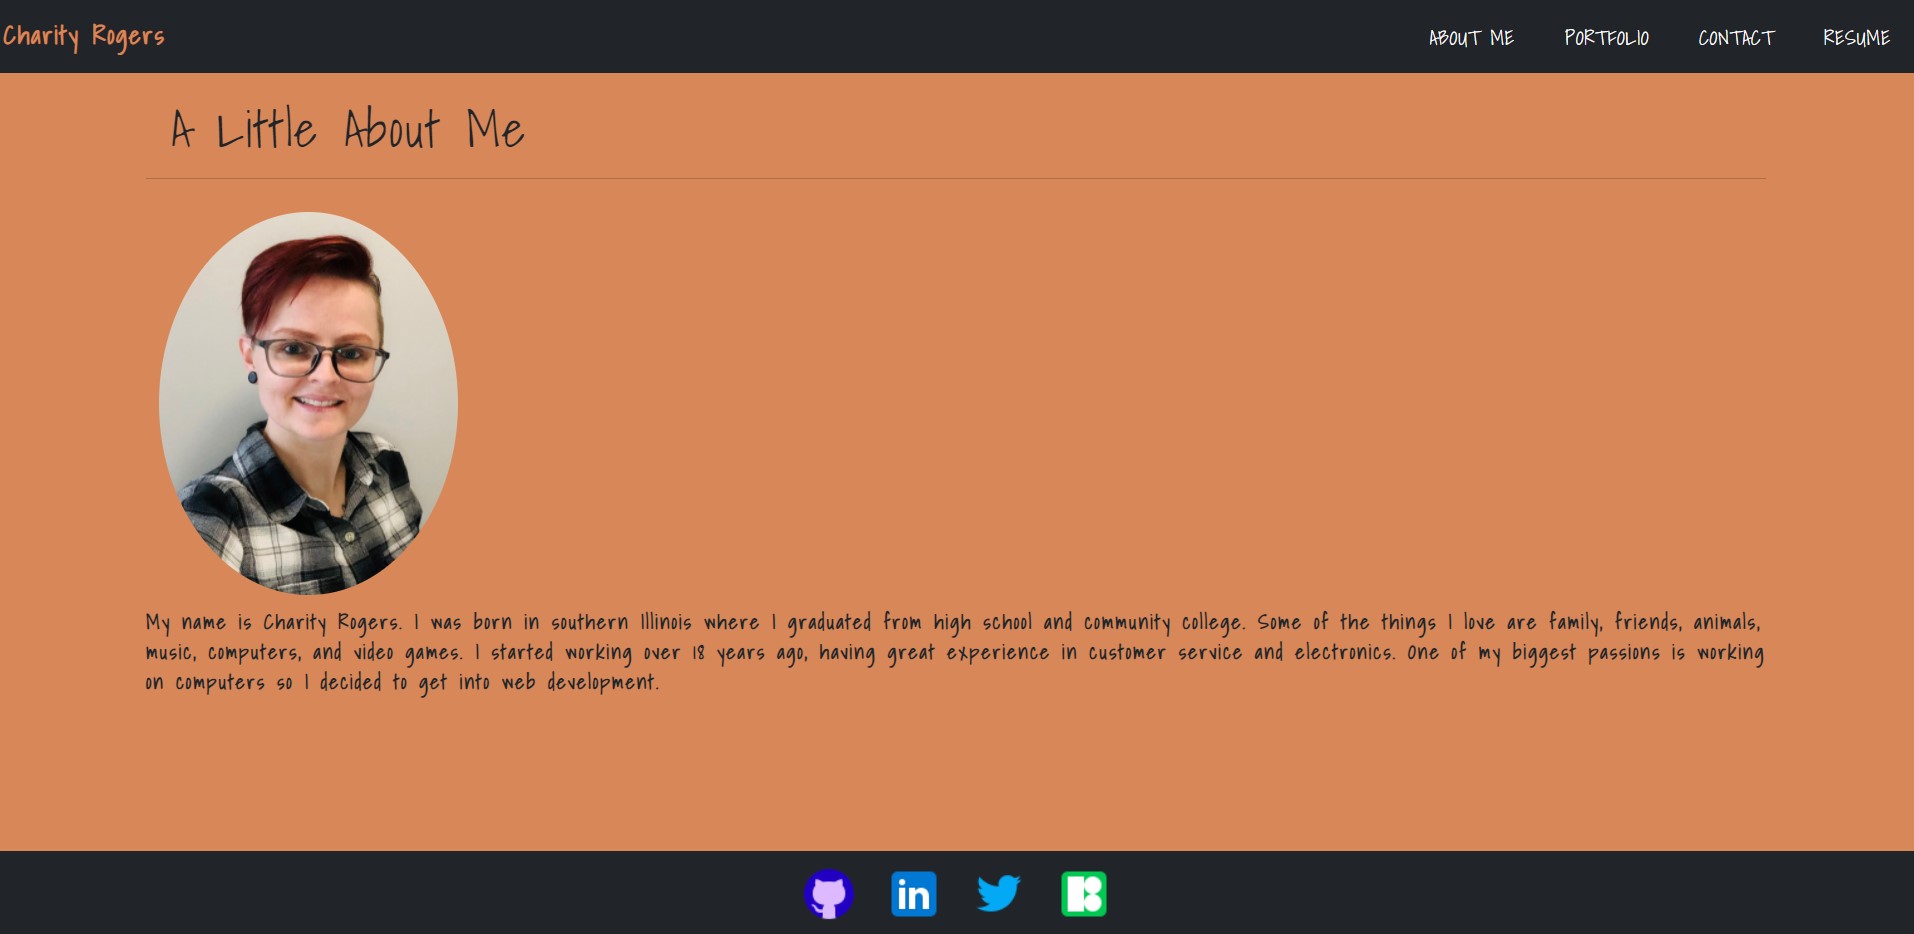 Charity Rogers
ABOUT ME
PORTFOLIO
CONTACT
RESUME
A Little About Me
My name is Charity Rogers. I was born in southern Illinois where I graduated from high school and community college. Some of the things I love are family, friends, animals,
music, computers, and video games. I started working over 18 years ago, having great experience in customer service and electronics. One of my biggest passions is working
on computers so I decided to get into web development.
in